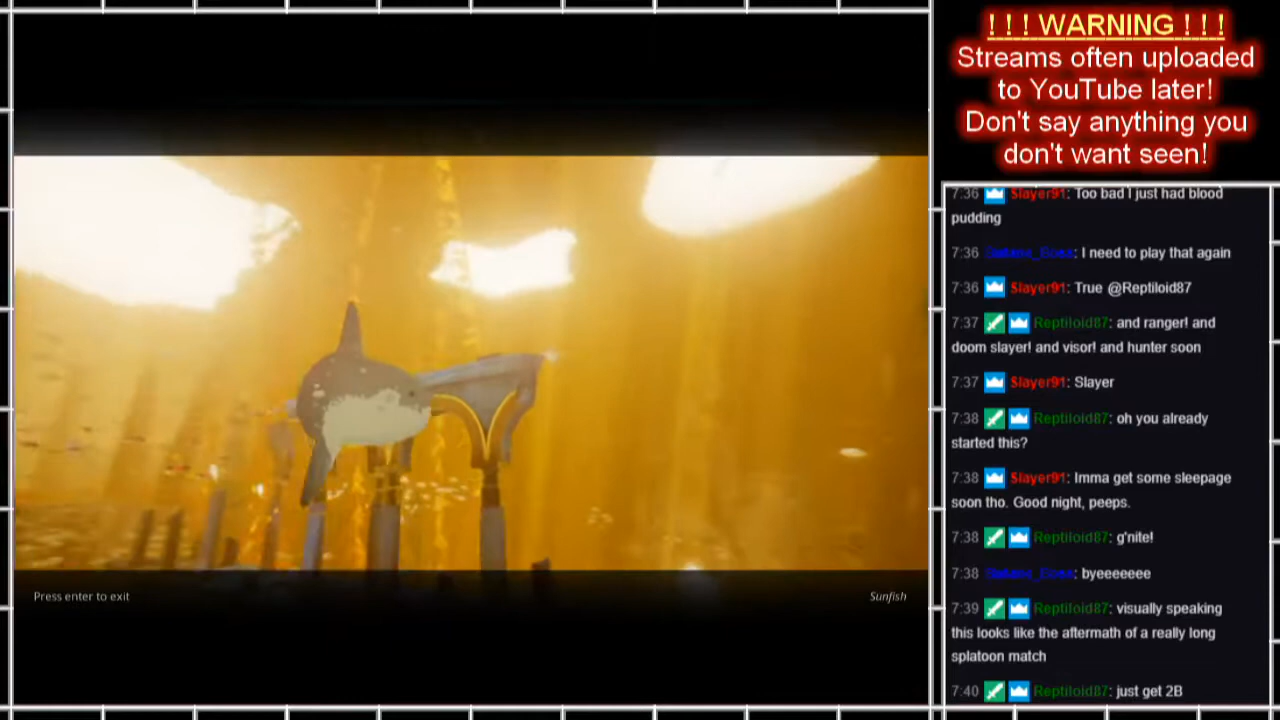 ! ! ! WARNING ! ! !
Streams often uploaded
to YouTube later!
Don't say anything you
don't want seen!
7:36 Slayer91: Too bad I just had blood
pudding
7:36 : I need to play that again
7:36 Slayer91: True @Reptiloid87
7:37 Reptiloid87: and ranger! and
doom slayer! and visor! and hunter soon
7:37 Slayer91: Slayer
7:38 Reptiloid87: oh you already
started this?
7:38 Slayer91: Imma get some sleepage
soon tho. Good night, peeps.
7:38 Reptiloid87: g'nite!
7:38 : byeeeeeee
7:39 Reptiloid87: visually speaking
this looks like the aftermath of a really long
splatoon match
7:40 Reptiloid87: just get 2B
Press enter to exit
Sunfish